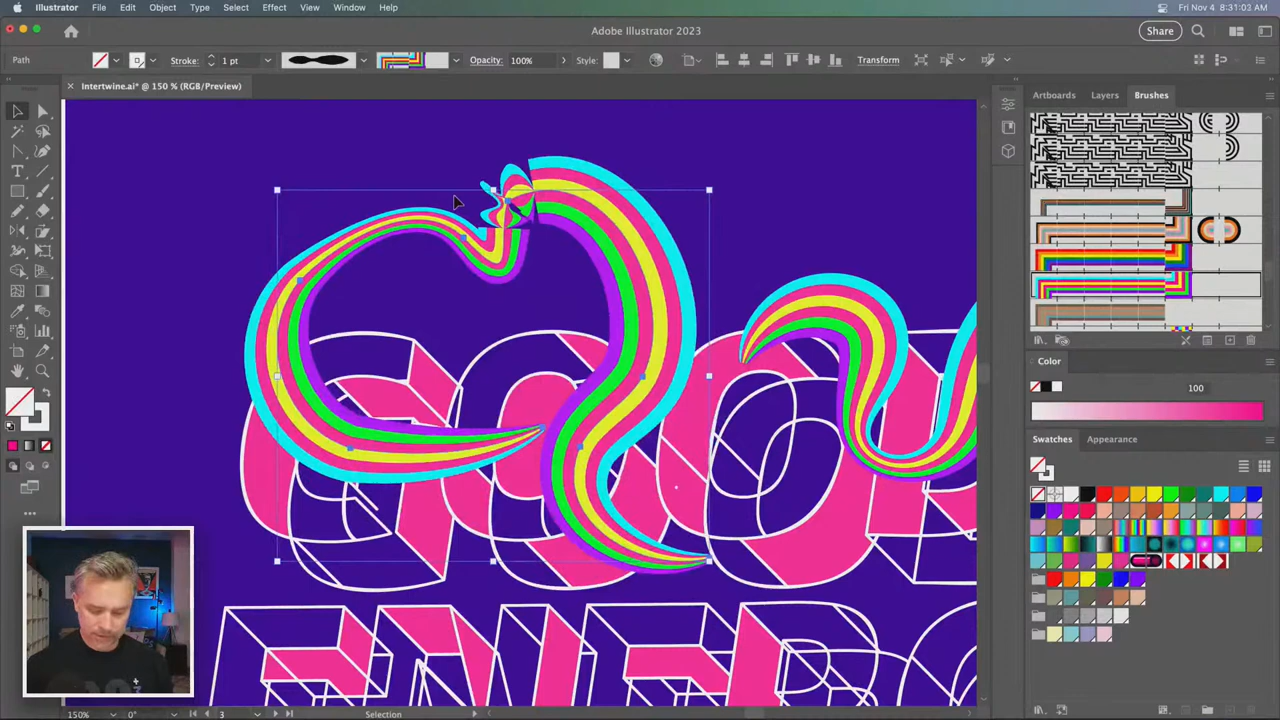 Illustrator File Edit Object Type Select Effect View Window Help
Fri Nov 4 8:31:03 AM
Adobe Illustrator 2023
Share
Path
Stroke:
1 pt
Opacity:
100%
Style:
Transform
× Intertwine.ai* @ 150 % (RGB/Preview)
Artboards Layers Brushes
Color
100
Swatches Appearance
150%
0°
3
Selection